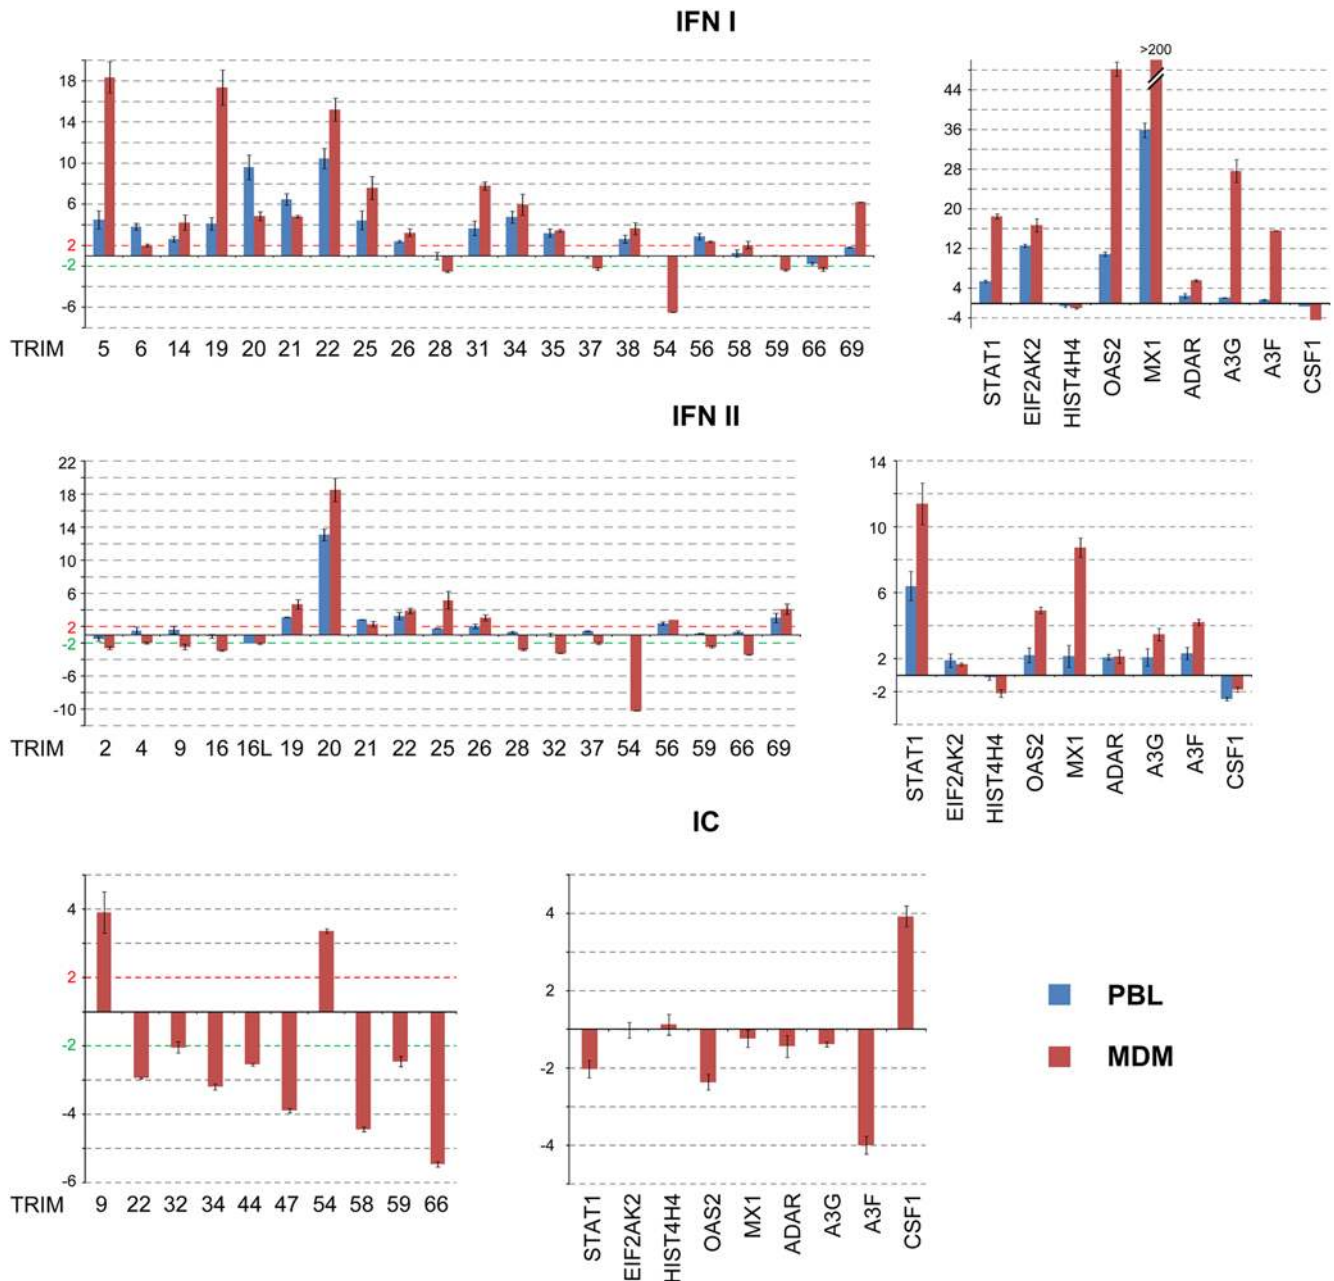 IFN I
18
14
10
6
2
-2
-6
TRIM 5 6 14 19 20 21 22 25 26 28 31 34 35 37 38 54 56 58 59 66 69
>200
44
36
28
20
12
4
-4
STAT1
EIF2AK2
HIST4H4
OAS2
MX1
ADAR
A3G
A3F
CSF1
IFN II
22
18
14
10
6
2
-2
-6
-10
TRIM 2 4 9 16 16L 19 20 21 22 25 26 28 32 37 54 56 59 66 69
14
10
6
2
-2
STAT1
EIF2AK2
HIST4H4
OAS2
MX1
ADAR
A3G
A3F
CSF1
IC
4
2
-2
-4
-6
TRIM 9 22 32 34 44 47 54 58 59 66
4
2
-2
-4
STAT1
EIF2AK2
HIST4H4
OAS2
MX1
ADAR
A3G
A3F
CSF1
PBL
MDM